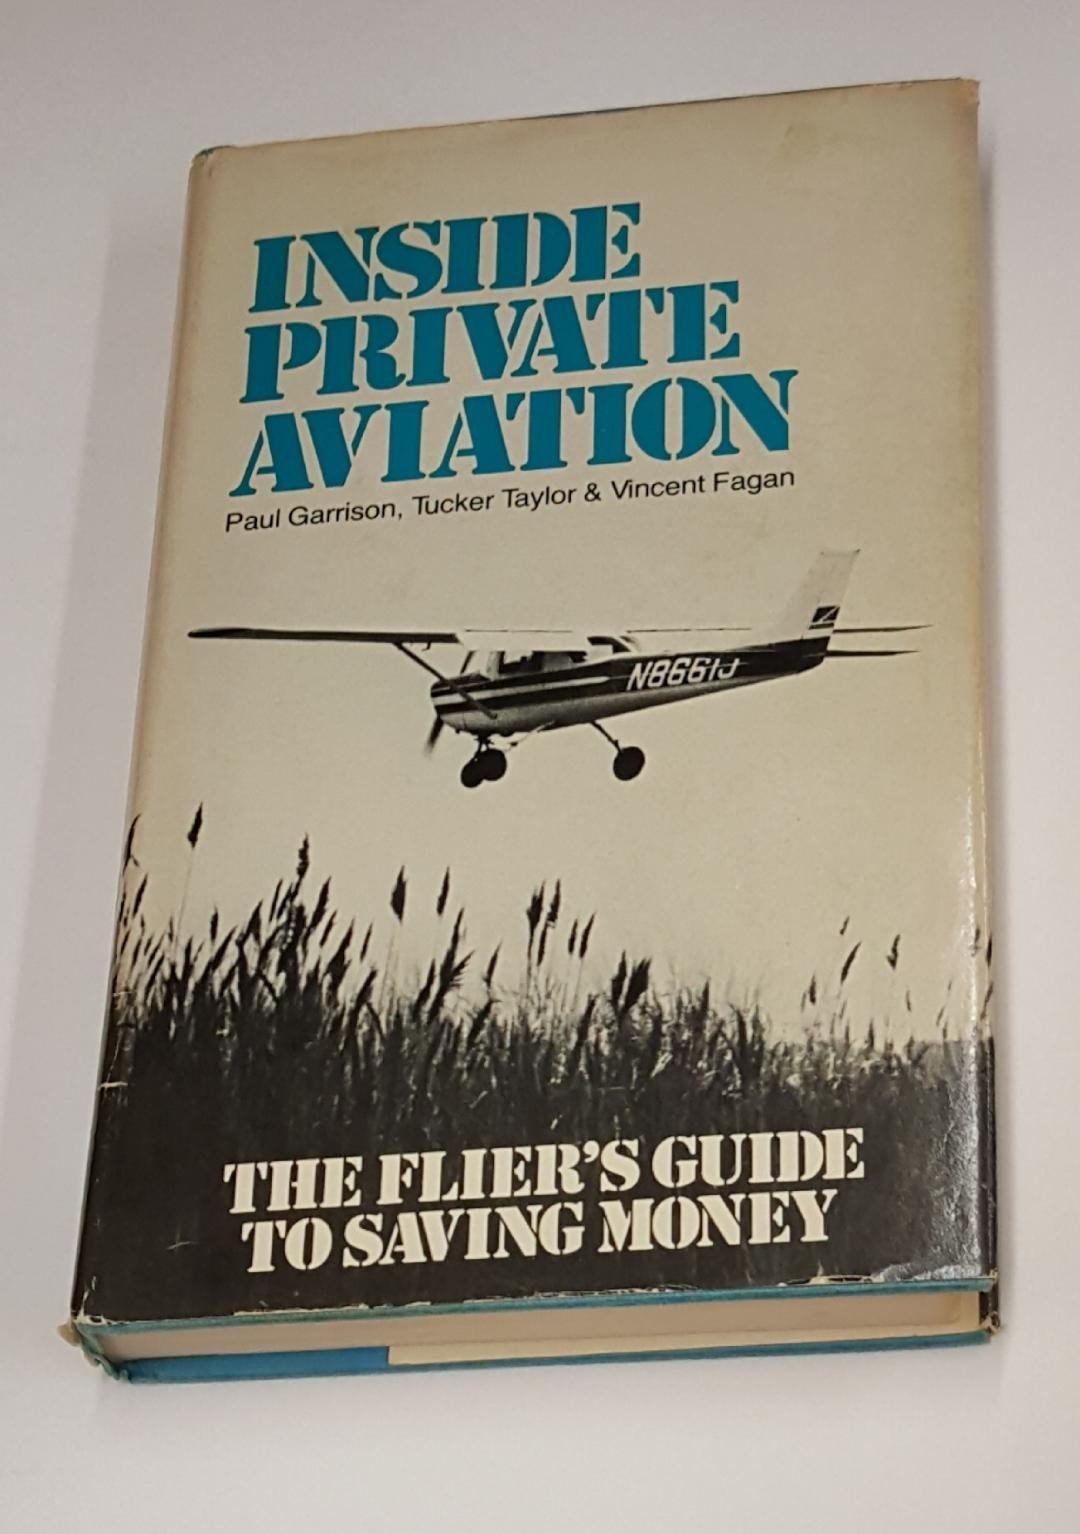 INSIDE
PRIVATE
AVIATION
Paul Garrison, Tucker Taylor & Vincent Fagan
N8661J
THE FLIER'S GUIDE
TO SAVING MONEY